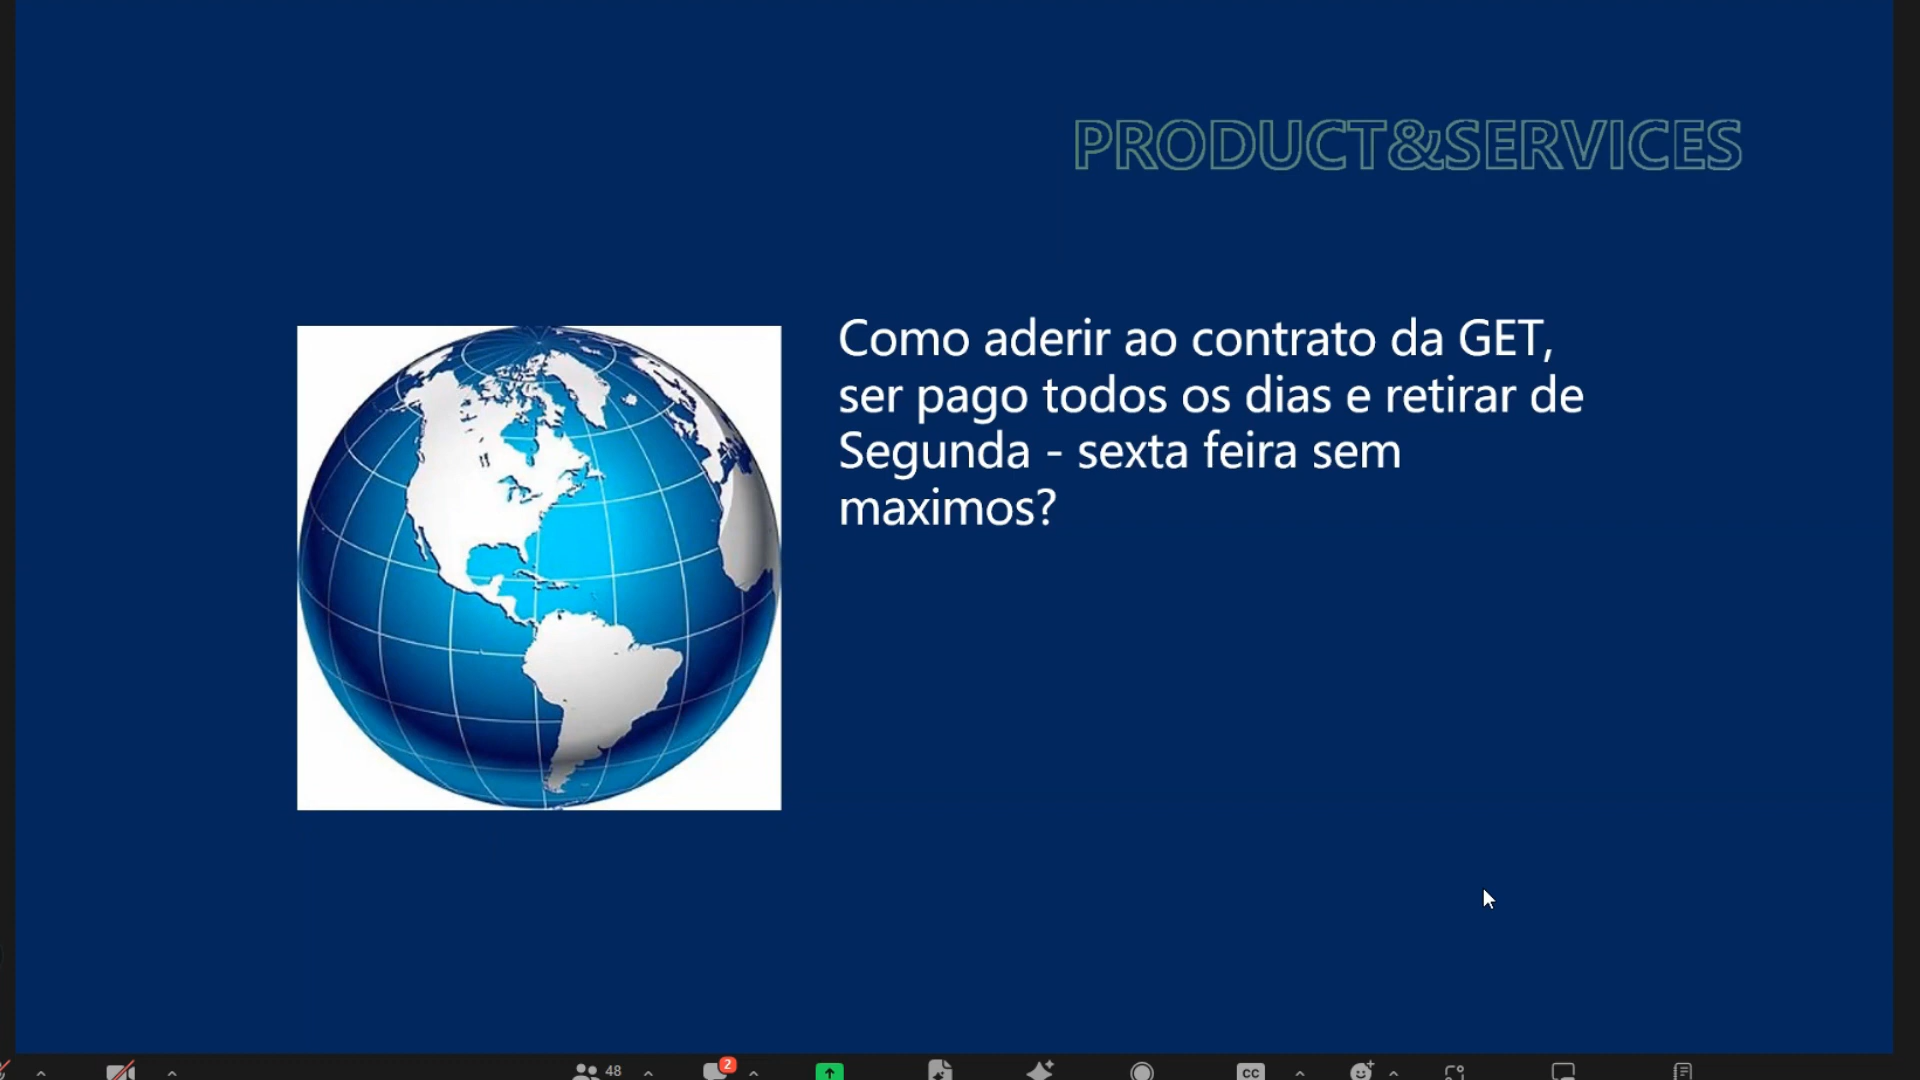 PRODUCT&SERVICES
Como aderir ao contrato da GET,
ser pago todos os dias e retirar de
Segunda - sexta feira sem
maximos?
48
2
CC